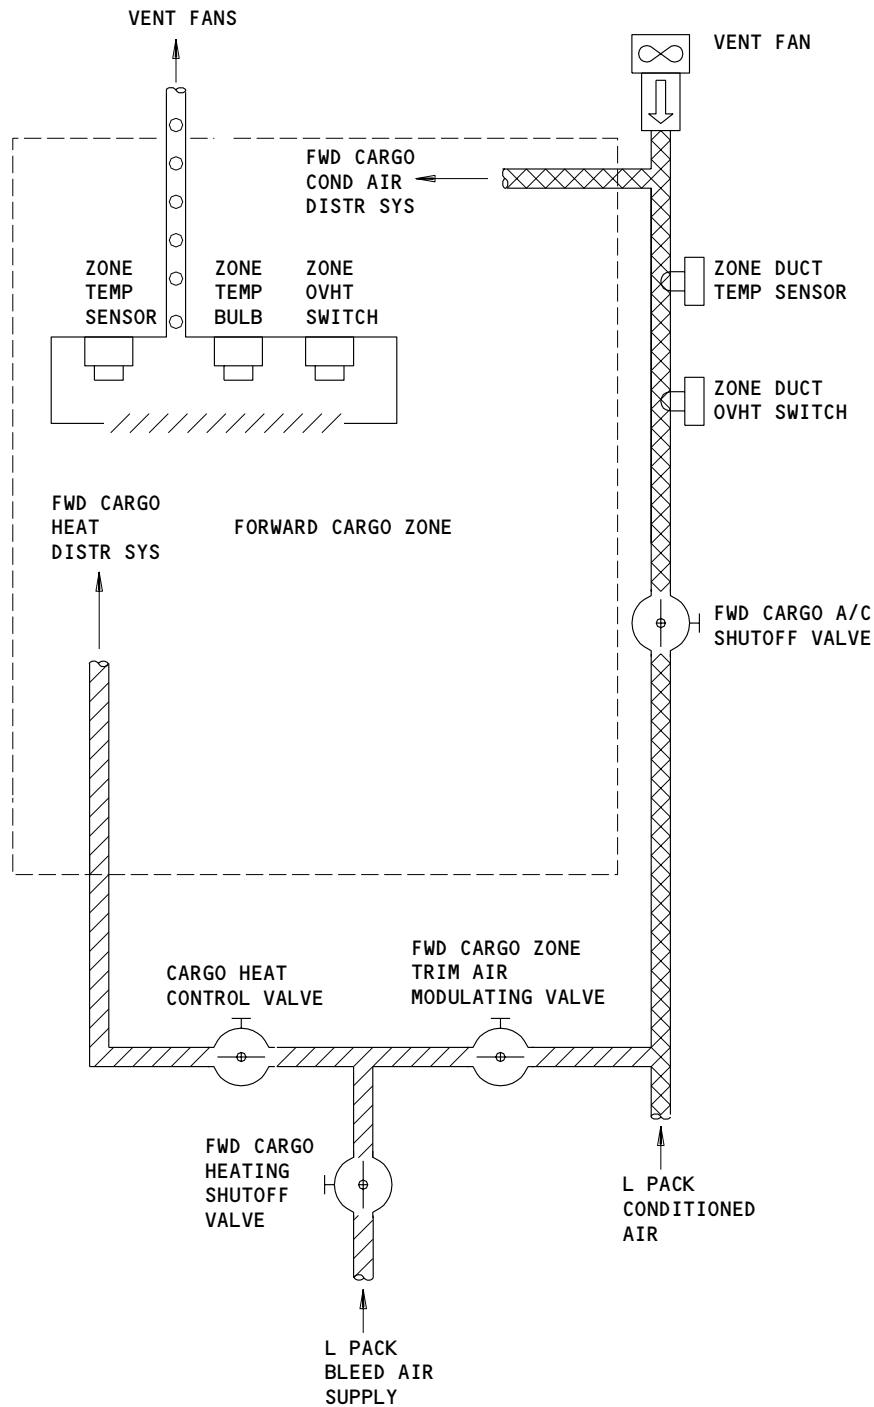 VENT FANS
VENT FAN
FWD CARGO
COND AIR
DISTR SYS
ZONE
TEMP
SENSOR
ZONE
TEMP
BULB
ZONE
OVHT
SWITCH
ZONE DUCT
TEMP SENSOR
ZONE DUCT
OVHT SWITCH
FWD CARGO
HEAT
DISTR SYS
FORWARD CARGO ZONE
FWD CARGO A/C
SHUTOFF VALVE
CARGO HEAT
CONTROL VALVE
FWD CARGO ZONE
TRIM AIR
MODULATING VALVE
FWD CARGO
HEATING
SHUTOFF
VALVE
L PACK
CONDITIONED
AIR
L PACK
BLEED AIR
SUPPLY